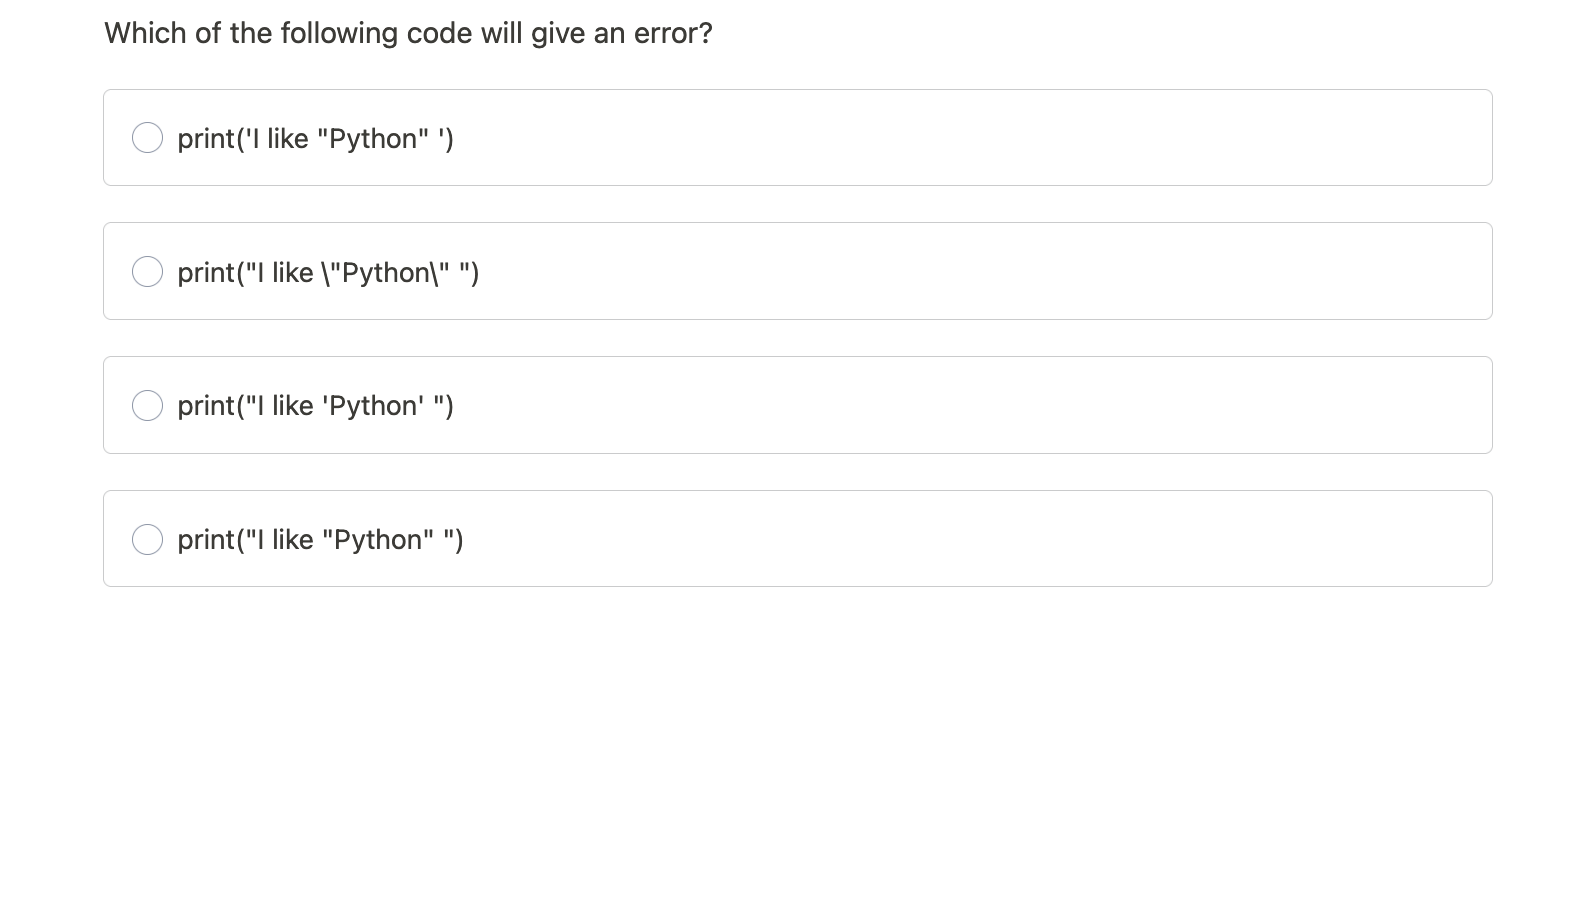 Which of the following code will give an error?
print('I like "Python" ')
print("I like \"Python\" ")
print("I like 'Python' ")
print("I like "Python" ")